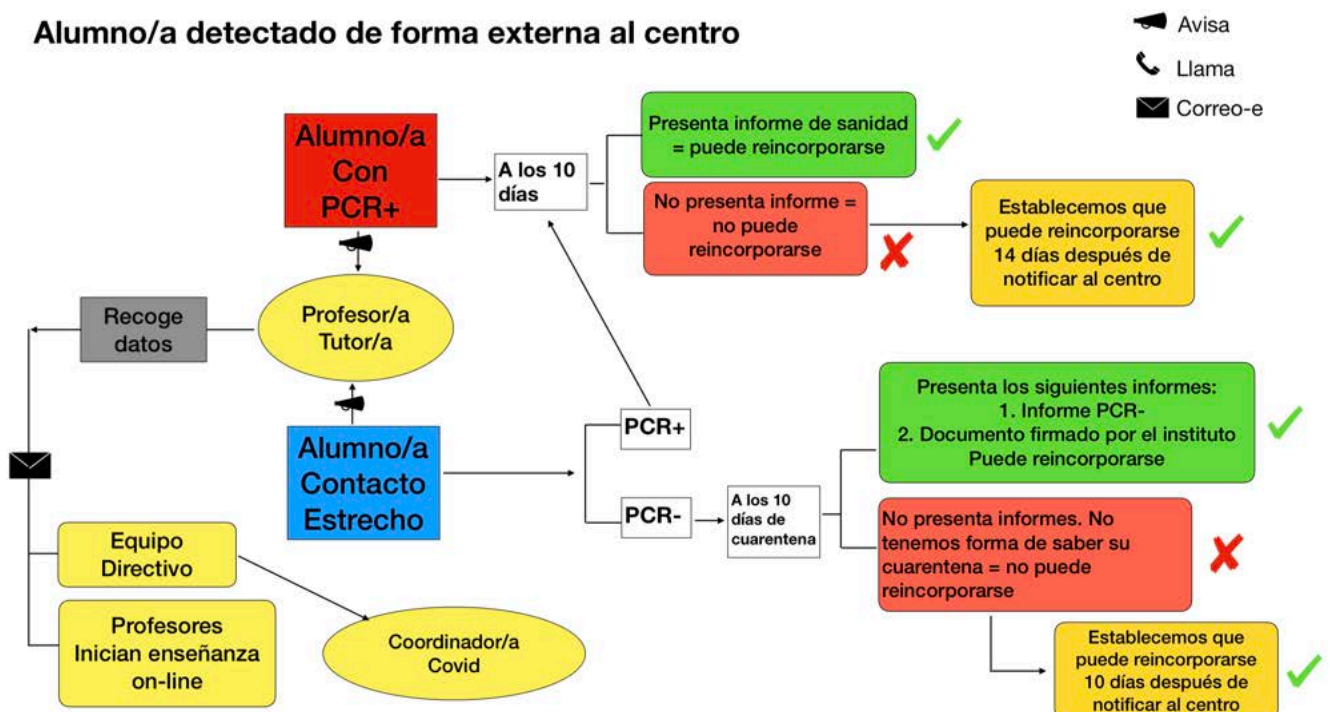 Alumno/a detectado de forma externa al centro
Avisa
Llama
Correo-e
Alumno/a
Con
PCR+
A los 10
días
Presenta informe de sanidad
= puede reincorporarse
No presenta informe =
no puede
reincorporarse
Establecemos que
puede reincorporarse
14 días después de
notificar al centro
Recoge
datos
Profesor/a
Tutor/a
Alumno/a
Contacto
Estrecho
PCR+
PCR-
A los 10
días de
cuarentena
Presenta los siguientes informes:
1. Informe PCR-
2. Documento firmado por el instituto
Puede reincorporarse
No presenta informes. No
tenemos forma de saber su
cuarentena = no puede
reincorporarse
Establecemos que
puede reincorporarse
10 días después de
notificar al centro
Equipo
Directivo
Profesores
Inician enseñanza
on-line
Coordinador/a
Covid